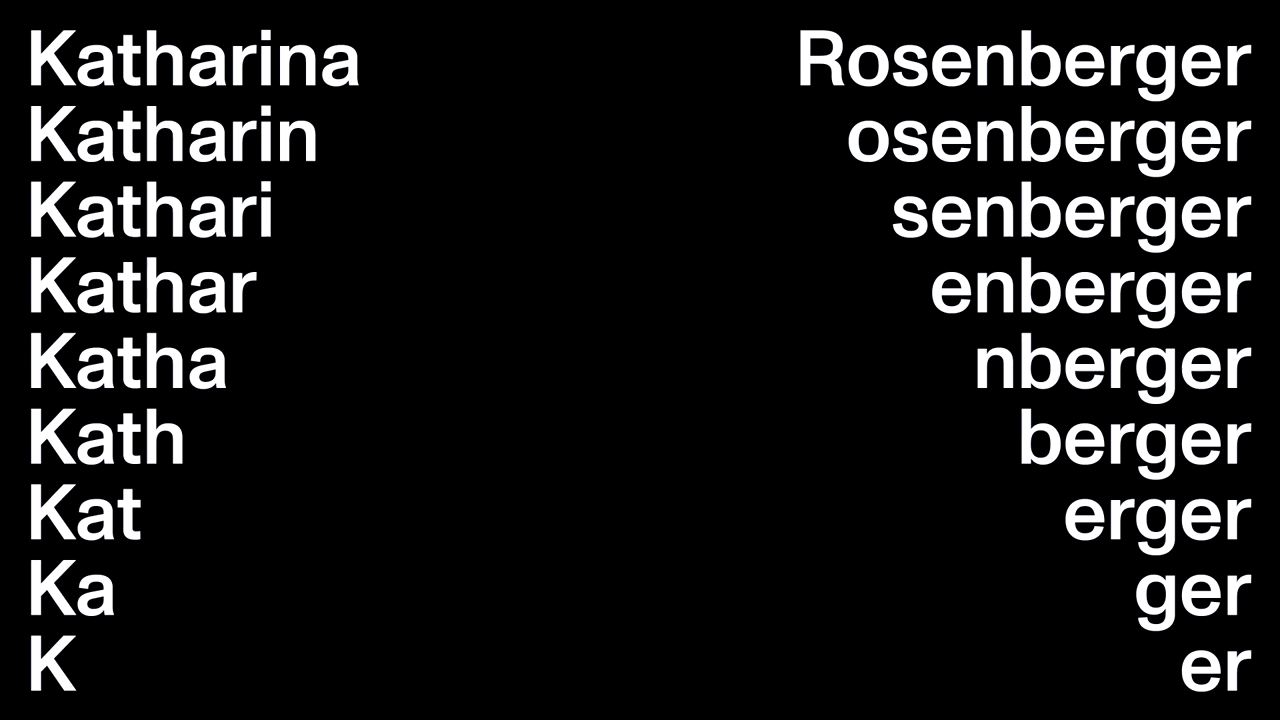 Katharina Rosenberger
Katharin osenberger
Kathari senberger
Kathar enberger
Katha nberger
Kath berger
Kat erger
Ka ger
K er